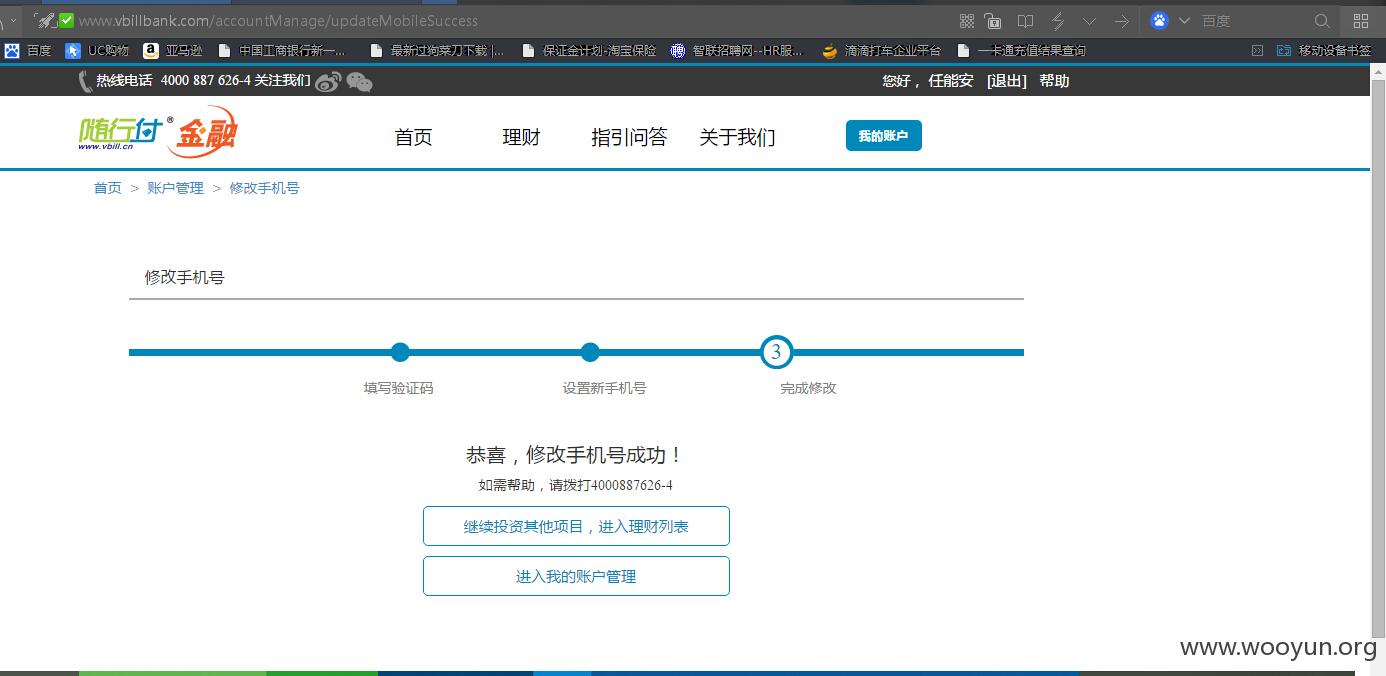 www.vbillbank.com/accountManage/updateMobileSuccess 百度
百度 UC购物 亚马逊 中国工商银行新一... 最新过狗菜刀下载 |... 保证金计划-淘宝保险 智联招聘网--HR服... 滴滴打车企业平台 一卡通充值结果查询 移动设备书签
热线电话 4000 887 626-4 关注我们 您好，任能安 [退出] 帮助
随行付® 金融
www.vbill.cn
首页 理财 指引问答 关于我们 我的账户
首页 > 账户管理 > 修改手机号
修改手机号
3
填写验证码 设置新手机号 完成修改
恭喜，修改手机号成功！
如需帮助，请拨打4000887626-4
继续投资其他项目，进入理财列表
进入我的账户管理
www.wooyun.org